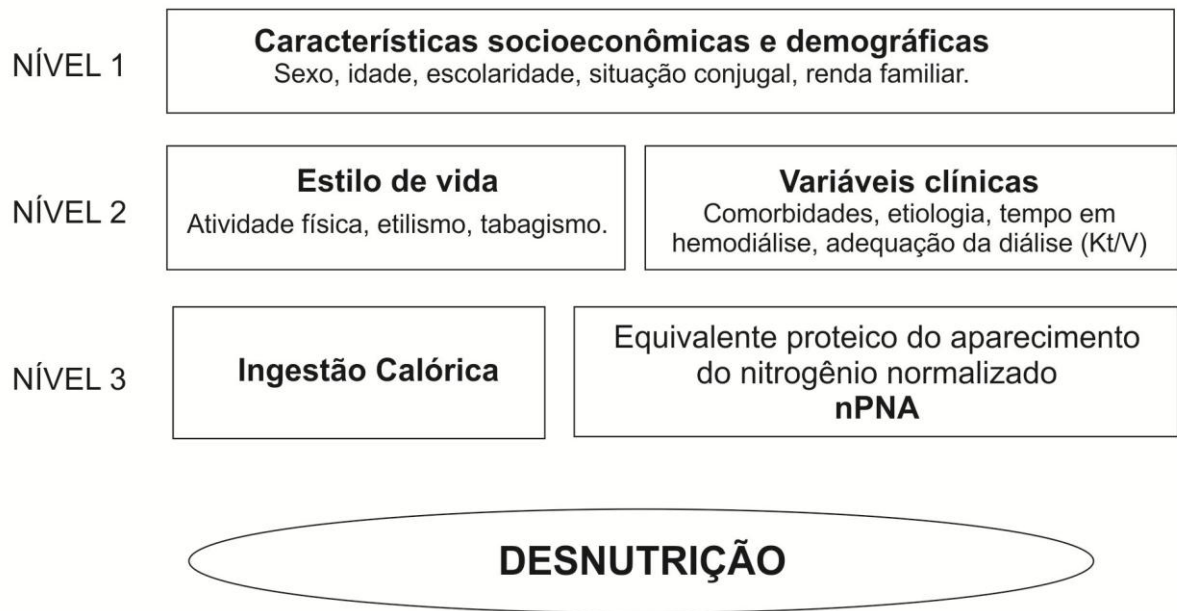 NÍVEL 1
Características socioeconômicas e demográficas
Sexo, idade, escolaridade, situação conjugal, renda familiar.
NÍVEL 2
Estilo de vida
Atividade física, etilismo, tabagismo.
Variáveis clínicas
Comorbidades, etiologia, tempo em
hemodiálise, adequação da diálise (Kt/V)
NÍVEL 3
Ingestão Calórica
Equivalente proteico do aparecimento
do nitrogênio normalizado
nPNA
DESNUTRIÇÃO